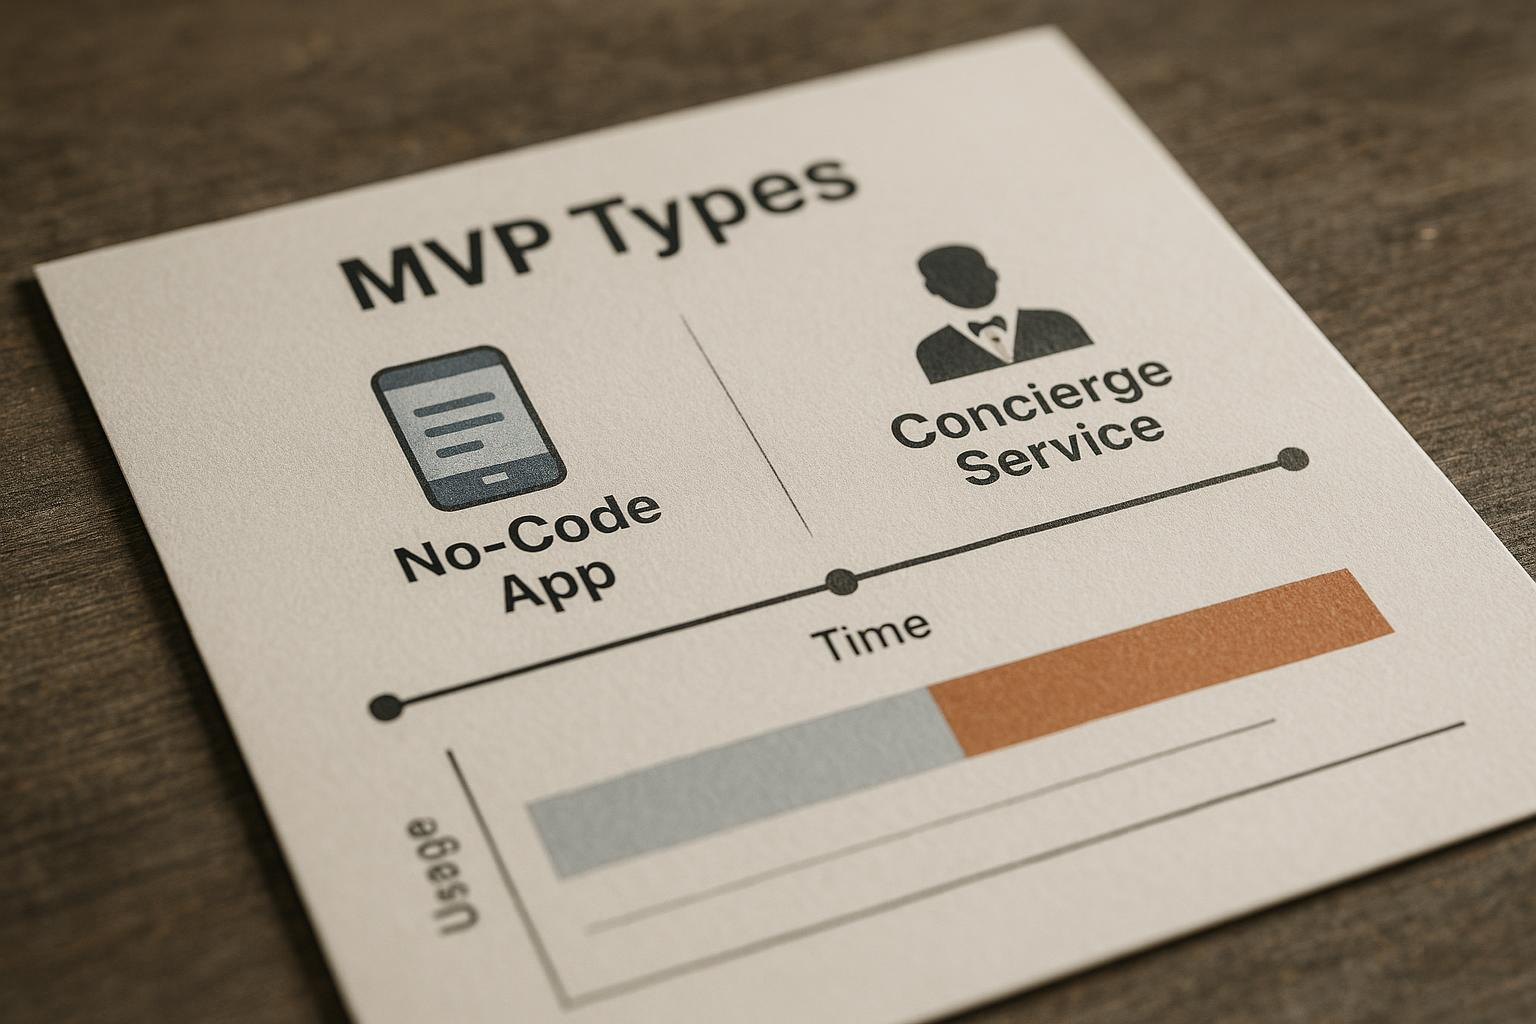 MVP Types
No-Code
App
Concierge
Service
Time
Usage